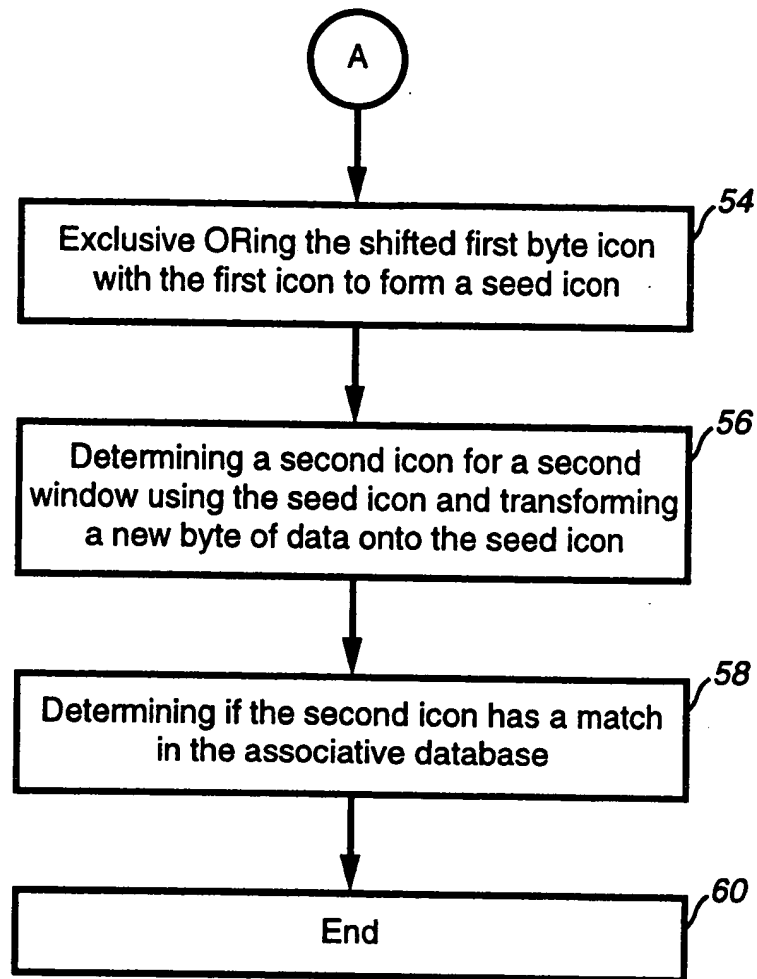 A
54
Exclusive ORing the shifted first byte icon
with the first icon to form a seed icon
56
Determining a second icon for a second
window using the seed icon and transforming
a new byte of data onto the seed icon
58
Determining if the second icon has a match
in the associative database
60
End